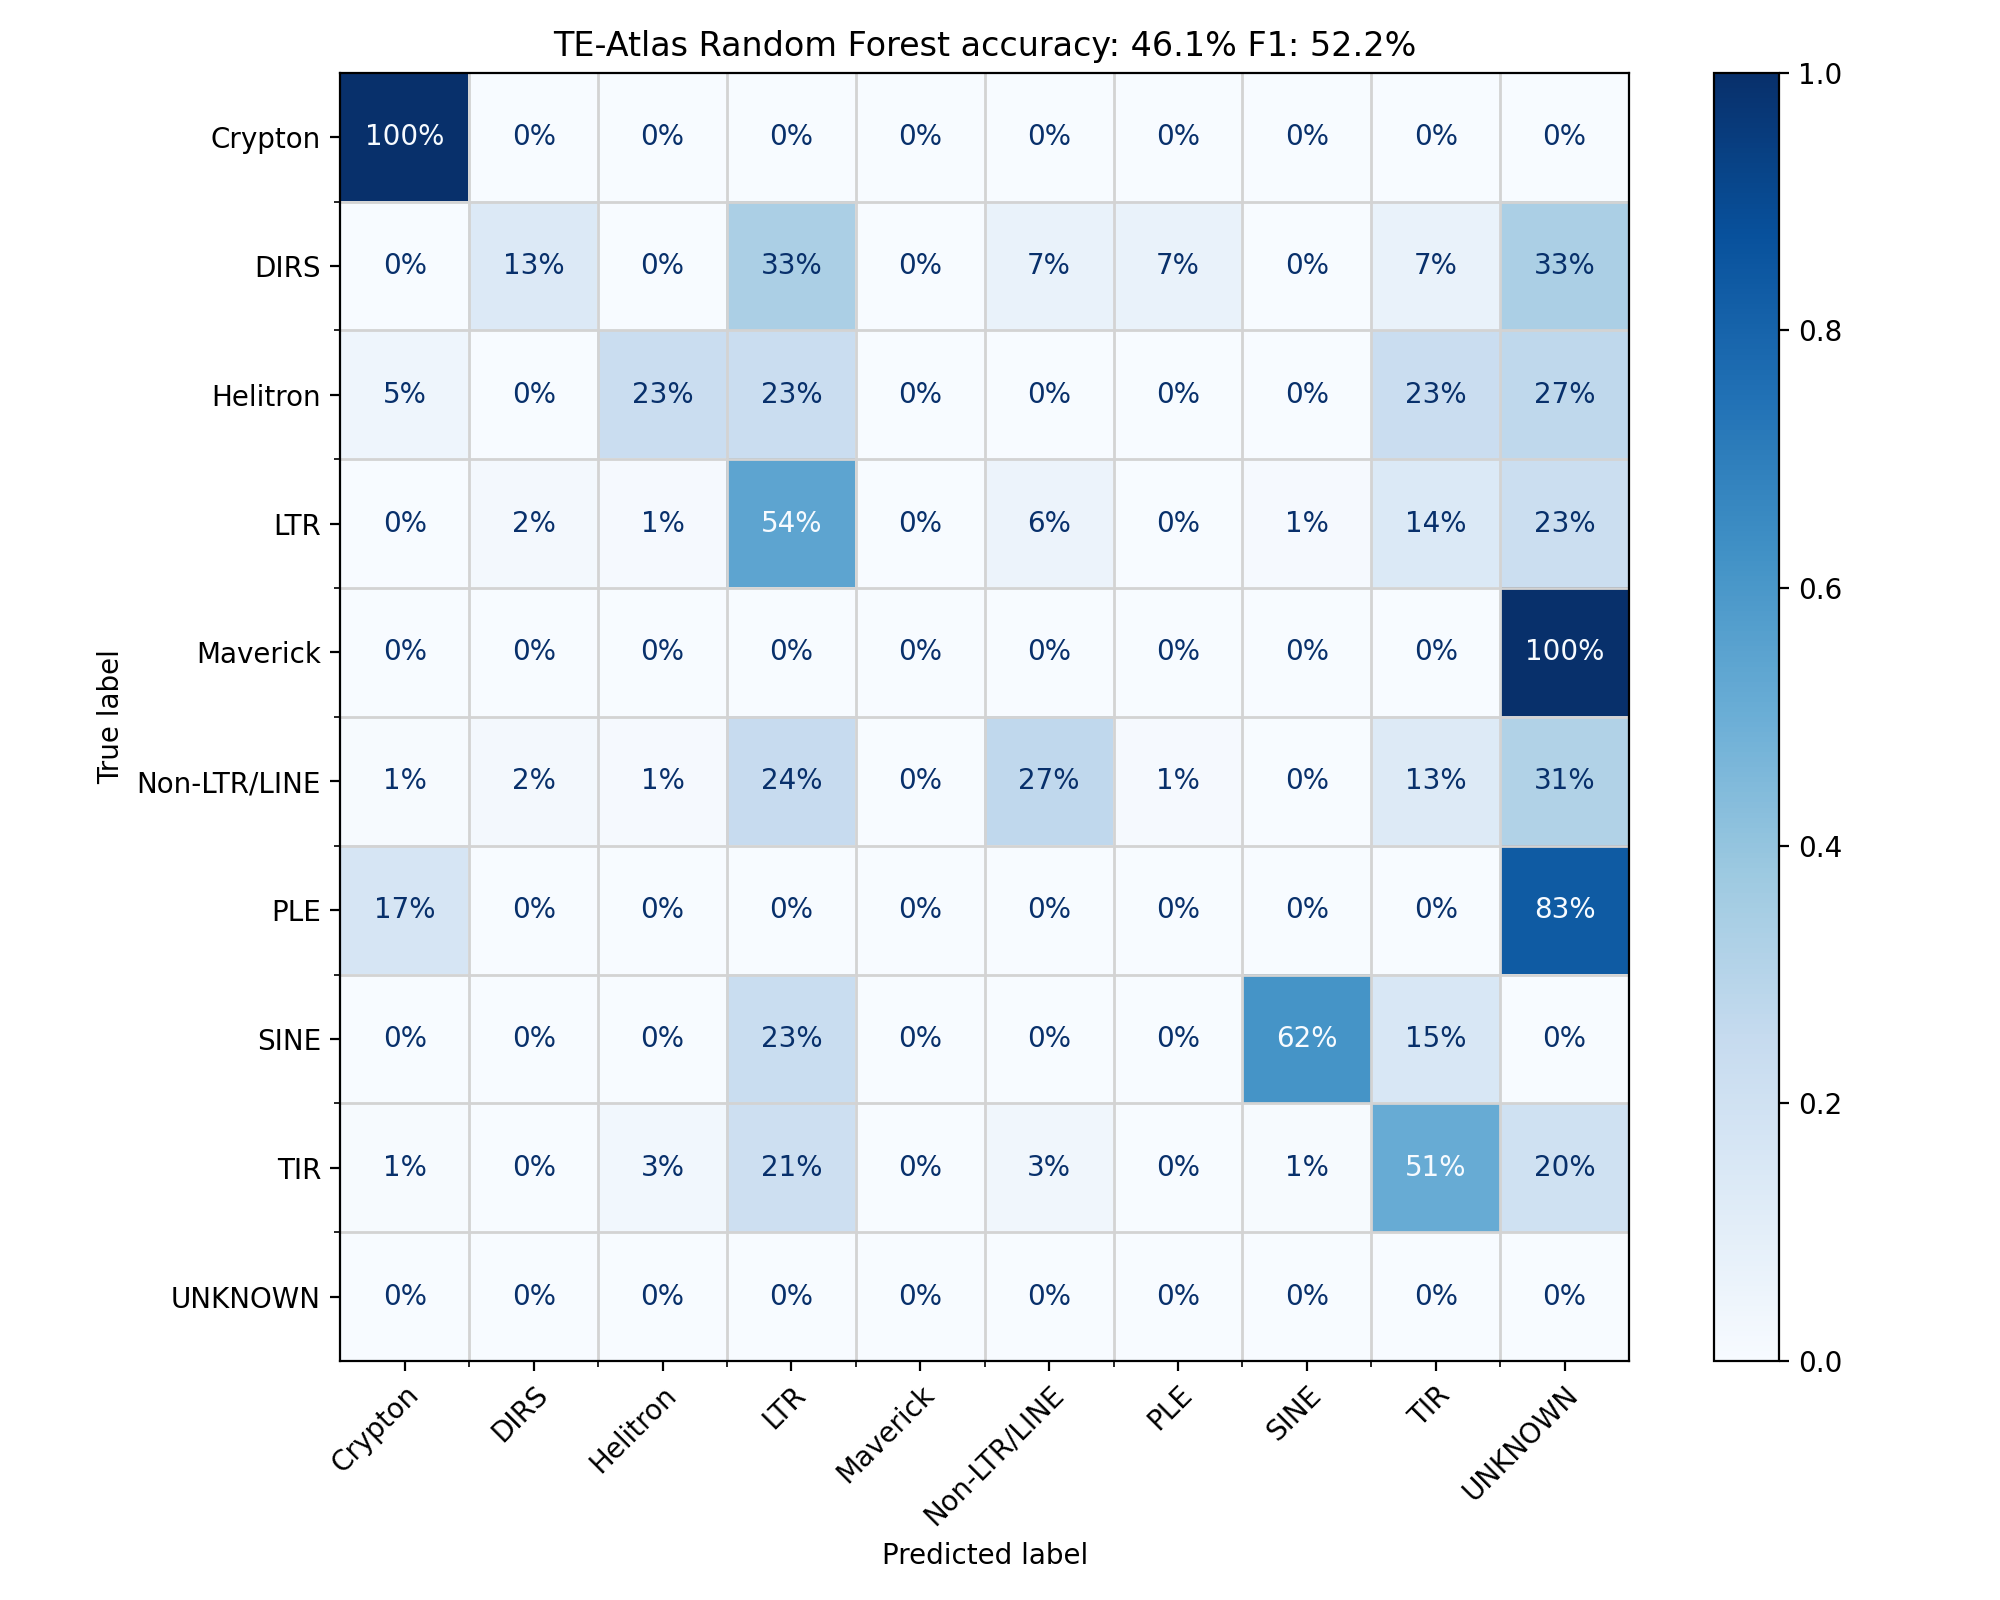 TE-Atlas Random Forest accuracy: 46.1% F1: 52.2%
Crypton 100% 0% 0% 0% 0% 0% 0% 0% 0% 0%
DIRS 0% 13% 0% 33% 0% 7% 7% 0% 7% 33%
Helitron 5% 0% 23% 23% 0% 0% 0% 0% 23% 27%
LTR 0% 2% 1% 54% 0% 6% 0% 1% 14% 23%
Maverick 0% 0% 0% 0% 0% 0% 0% 0% 0% 100%
Non-LTR/LINE 1% 2% 1% 24% 0% 27% 1% 0% 13% 31%
PLE 17% 0% 0% 0% 0% 0% 0% 0% 0% 83%
SINE 0% 0% 0% 23% 0% 0% 0% 62% 15% 0%
TIR 1% 0% 3% 21% 0% 3% 0% 1% 51% 20%
UNKNOWN 0% 0% 0% 0% 0% 0% 0% 0% 0% 0%
Crypton DIRS Helitron LTR Maverick Non-LTR/LINE PLE SINE TIR UNKNOWN
Predicted label
True label
1.0
0.8
0.6
0.4
0.2
0.0